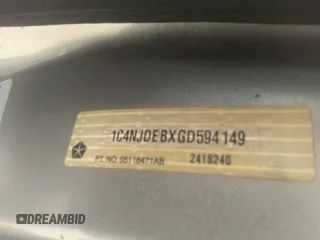 1C4NJDEBXGD594149
PT. NO. 05116471AB 2418240
DREAMBID